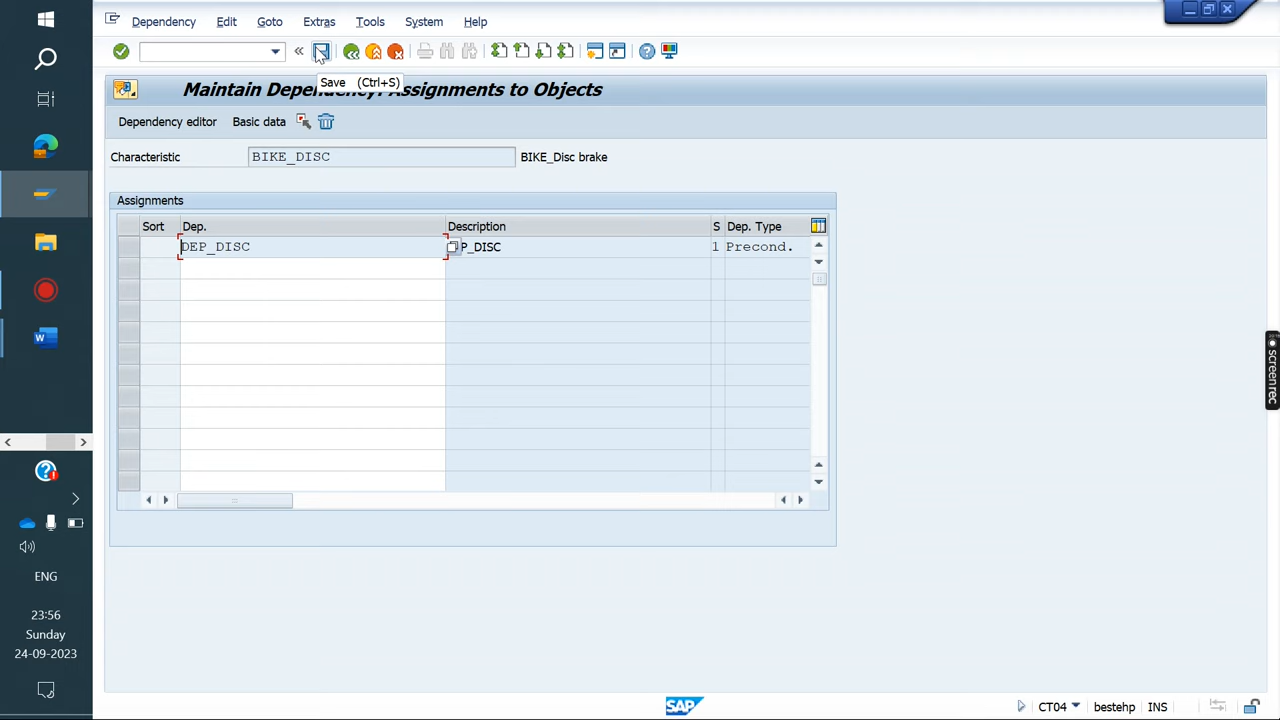 Dependency Edit Goto Extras Tools System Help
Save (Ctrl+S)
Maintain Dependency: Assignments to Objects
Dependency editor Basic data
Characteristic BIKE_DISC BIKE_Disc brake
Assignments
Sort Dep. Description S Dep. Type
DEP_DISC P_DISC 1 Precond.
screenrec
ENG
23:56
Sunday
24-09-2023
SAP CT04 bestehp INS